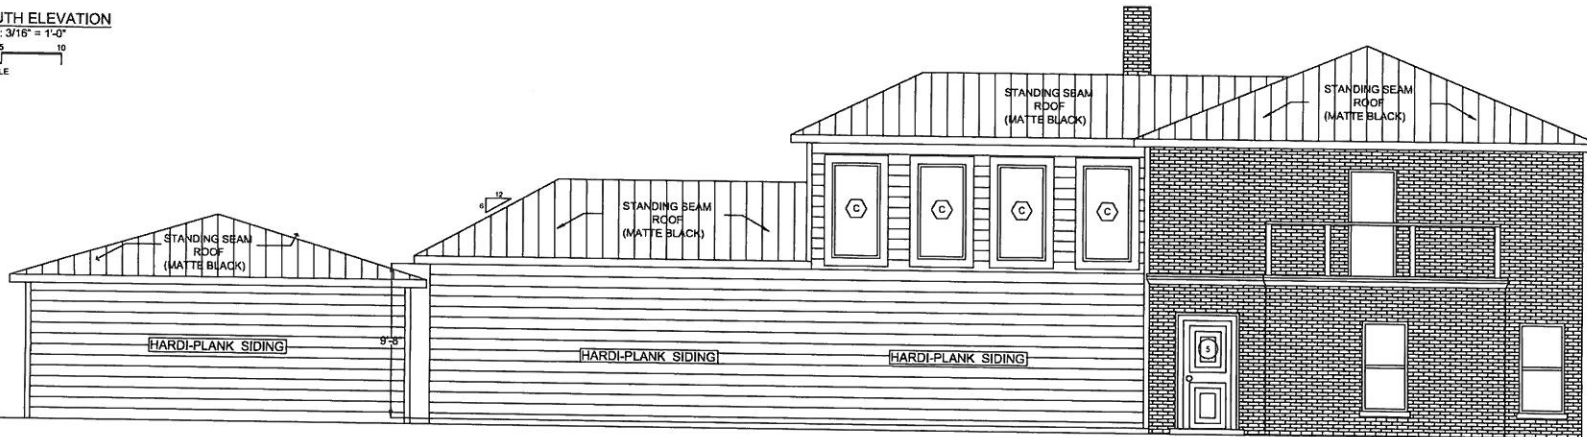 UTH ELEVATION
: 3/16" = 1'-0"
5 10
LE
STANDING SEAM
ROOF
(MATTE BLACK)
STANDING SEAM
ROOF
(MATTE BLACK)
12
6
STANDING SEAM
ROOF
(MATTE BLACK)
C
C
C
C
STANDING SEAM
ROOF
(MATTE BLACK)
9'-8"
HARDI-PLANK SIDING
HARDI-PLANK SIDING
HARDI-PLANK SIDING
5